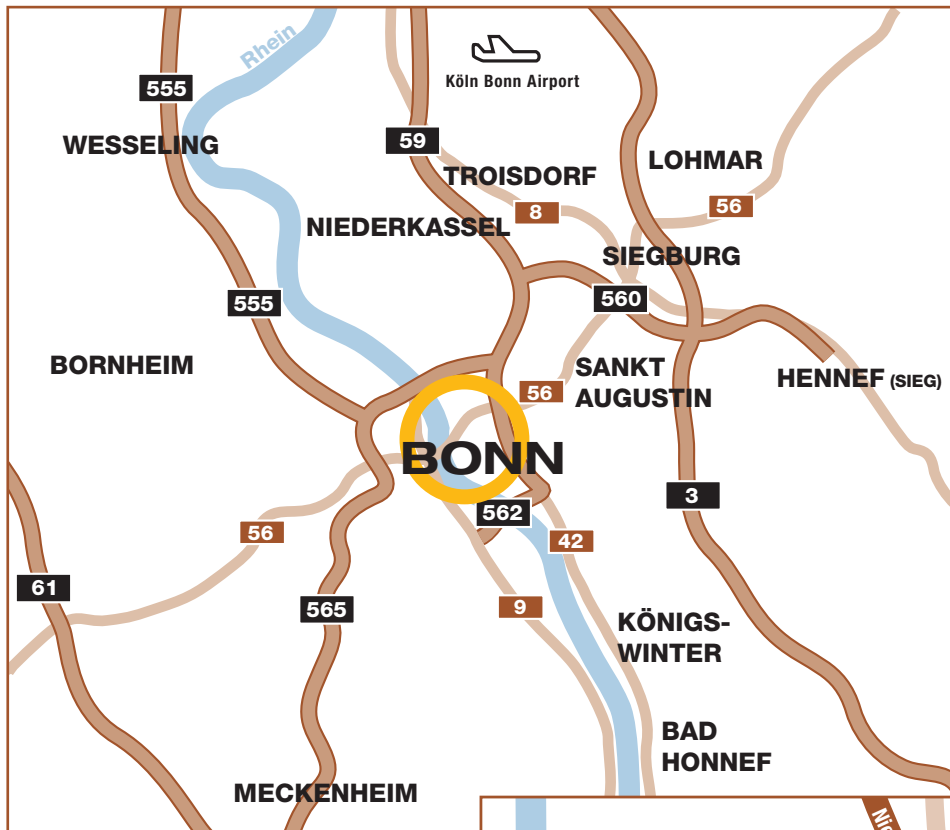 Rhein
Köln Bonn Airport
555
WESSELING
59
TROISDORF
LOHMAR
8
56
NIEDERKASSEL
SIEGBURG
555
560
BORNHEIM
SANKT
AUGUSTIN
56
HENNEF (SIEG)
BONN
3
562
56
42
61
565
9
KÖNIGS-
WINTER
BAD
HONNEF
MECKENHEIM